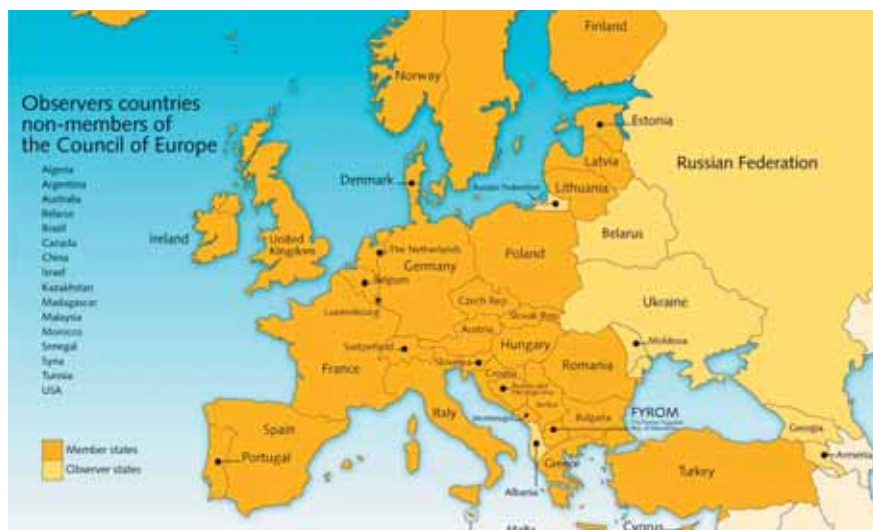 Observers countries
non-members of
the Council of Europe
Algeria
Argentina
Australia
Belarus
Brazil
Canada
China
Israel
Kazakhstan
Madagascar
Malaysia
Morocco
Senegal
Syria
Tunisia
USA
Member states
Observer states
Finland
Norway
Estonia
Russian Federation
Latvia
Denmark
Russian Federation
Lithuania
Belarus
Ireland
United
Kingdom
The Netherlands
Germany
Poland
Belgium
Ukraine
Luxembourg
Czech Rep
Slovak Rep
Austria
Moldova
Switzerland
Hungary
France
Slovenia
Romania
Croatia
Bosnia and
Herzegovina
Serbia
Italy
Montenegro
Bulgaria
FYROM
Georgia
Spain
Portugal
Armenia
Greece
Turkey
Albania
Malta
Cyprus